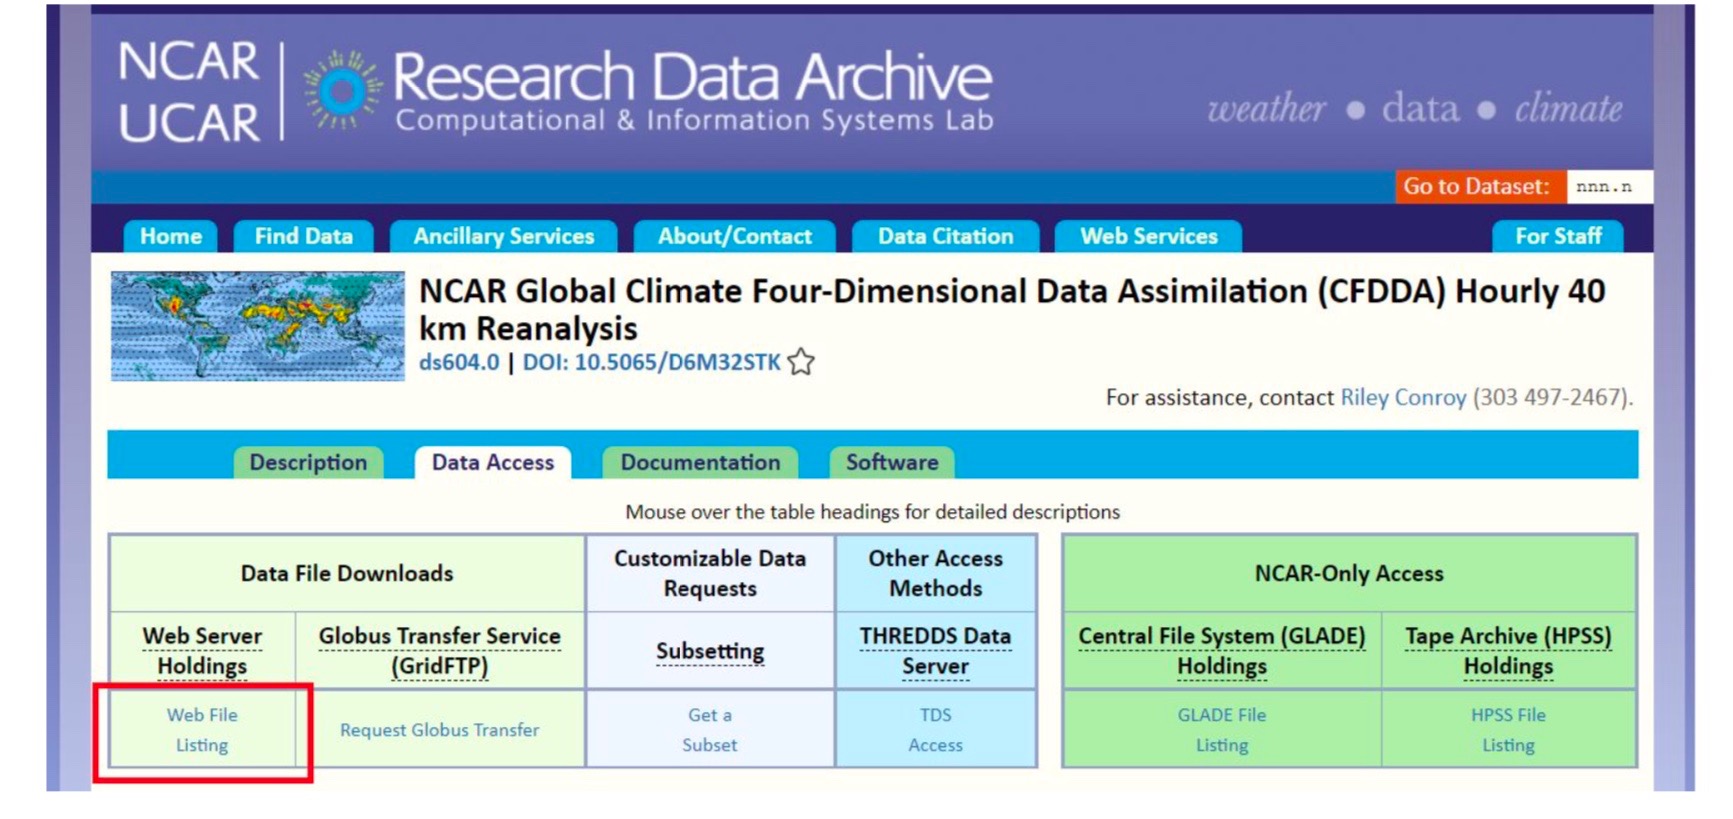 NCAR
UCAR
Research Data Archive
Computational & Information Systems Lab
weather ● data ● climate
Go to Dataset: nnn.n
Home Find Data Ancillary Services About/Contact Data Citation Web Services For Staff
NCAR Global Climate Four-Dimensional Data Assimilation (CFDDA) Hourly 40
km Reanalysis
ds604.0 | DOI: 10.5065/D6M32STK
For assistance, contact Riley Conroy (303 497-2467).
Description Data Access Documentation Software
Mouse over the table headings for detailed descriptions
Data File Downloads
Customizable Data
Requests
Other Access
Methods
NCAR-Only Access
Web Server
Holdings
Globus Transfer Service
(GridFTP)
Subsetting
THREDDS Data
Server
Central File System (GLADE)
Holdings
Tape Archive (HPSS)
Holdings
Web File
Listing
Request Globus Transfer
Get a
Subset
TDS
Access
GLADE File
Listing
HPSS File
Listing